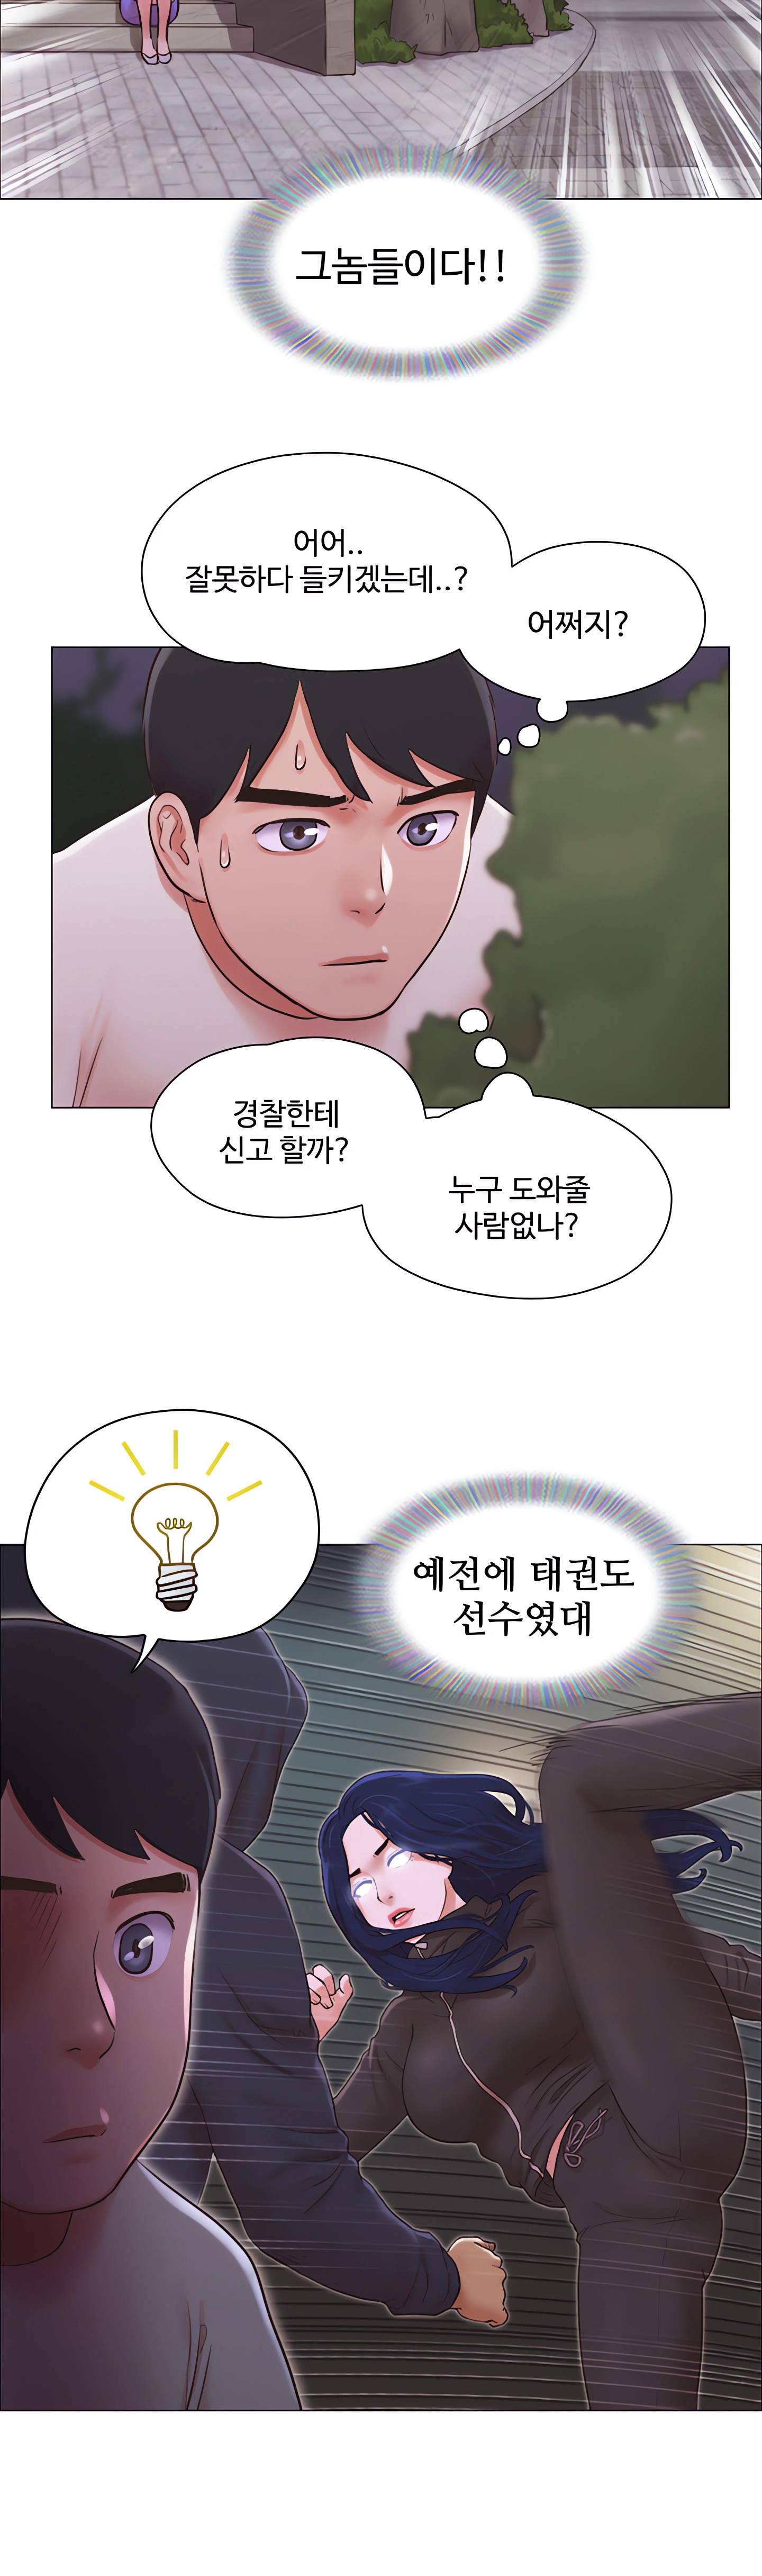 그놈들이다!!
어어..
잘못하다 들키겠는데..?
어쩌지?
경찰한테
신고 할까?
누구 도와줄
사람없나?
예전에 태권도
선수였대